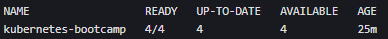 NAME READY UP-TO-DATE AVAILABLE AGE
kubernetes-bootcamp 4/4 4 4 25m